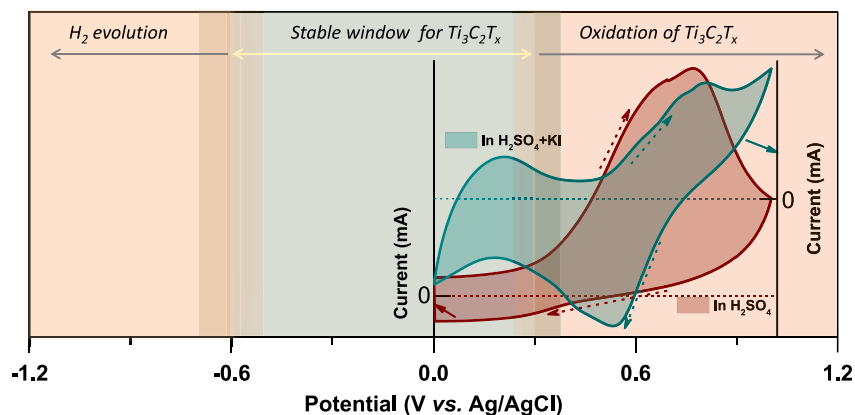 H₂ evolution
Stable window for Ti₃C₂Tₓ
Oxidation of Ti₃C₂Tₓ
In H₂SO₄+KI
Current (mA)
0
Current (mA)
0
In H₂SO₄
-1.2 -0.6 0.0 0.6 1.2
Potential (V vs. Ag/AgCl)